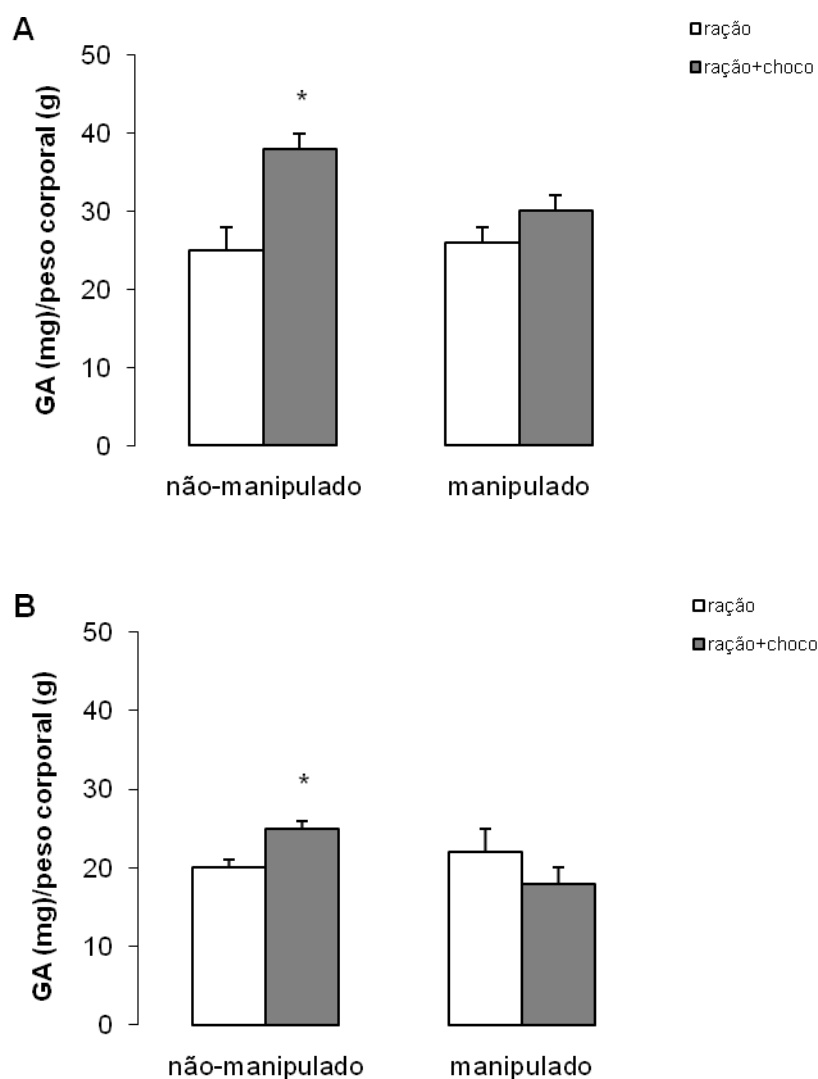 A
ração
ração+choco
GA (mg)/peso corporal (g)
50
40
30
20
10
0
*
não-manipulado
manipulado
B
ração
ração+choco
GA (mg)/peso corporal (g)
50
40
30
20
10
0
*
não-manipulado
manipulado